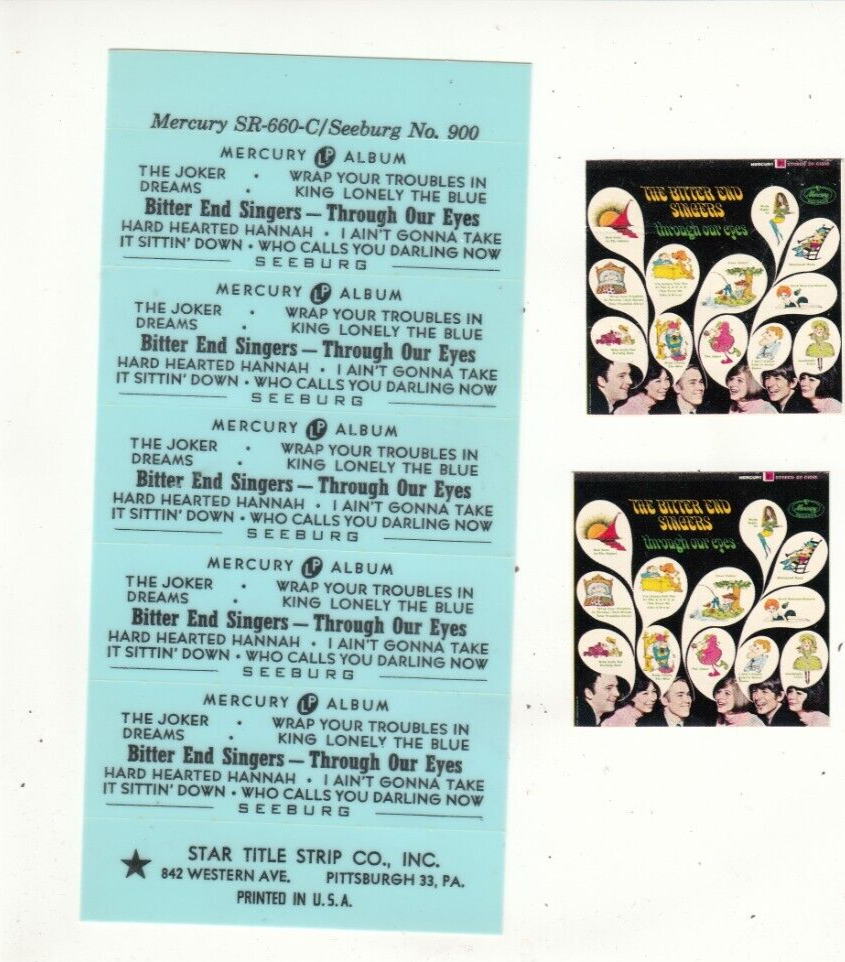 Mercury SR-660-C/Seeburg No. 900
MERCURY LP ALBUM
THE JOKER • WRAP YOUR TROUBLES IN
DREAMS • KING LONELY THE BLUE
Bitter End Singers — Through Our Eyes
HARD HEARTED HANNAH • I AIN'T GONNA TAKE
IT SITTIN' DOWN • WHO CALLS YOU DARLING NOW
SEEBURG
MERCURY LP ALBUM
THE JOKER • WRAP YOUR TROUBLES IN
DREAMS • KING LONELY THE BLUE
Bitter End Singers — Through Our Eyes
HARD HEARTED HANNAH • I AIN'T GONNA TAKE
IT SITTIN' DOWN • WHO CALLS YOU DARLING NOW
SEEBURG
MERCURY LP ALBUM
THE JOKER • WRAP YOUR TROUBLES IN
DREAMS • KING LONELY THE BLUE
Bitter End Singers — Through Our Eyes
HARD HEARTED HANNAH • I AIN'T GONNA TAKE
IT SITTIN' DOWN • WHO CALLS YOU DARLING NOW
SEEBURG
MERCURY LP ALBUM
THE JOKER • WRAP YOUR TROUBLES IN
DREAMS • KING LONELY THE BLUE
Bitter End Singers — Through Our Eyes
HARD HEARTED HANNAH • I AIN'T GONNA TAKE
IT SITTIN' DOWN • WHO CALLS YOU DARLING NOW
SEEBURG
MERCURY LP ALBUM
THE JOKER • WRAP YOUR TROUBLES IN
DREAMS • KING LONELY THE BLUE
Bitter End Singers — Through Our Eyes
HARD HEARTED HANNAH • I AIN'T GONNA TAKE
IT SITTIN' DOWN • WHO CALLS YOU DARLING NOW
SEEBURG
STAR TITLE STRIP CO., INC.
842 WESTERN AVE. PITTSBURGH 33, PA.
PRINTED IN U.S.A.
MERCURY STEREO
THE BITTER END
SINGERS
Mercury
through our eyes
MERCURY STEREO
THE BITTER END
SINGERS
Mercury
through our eyes